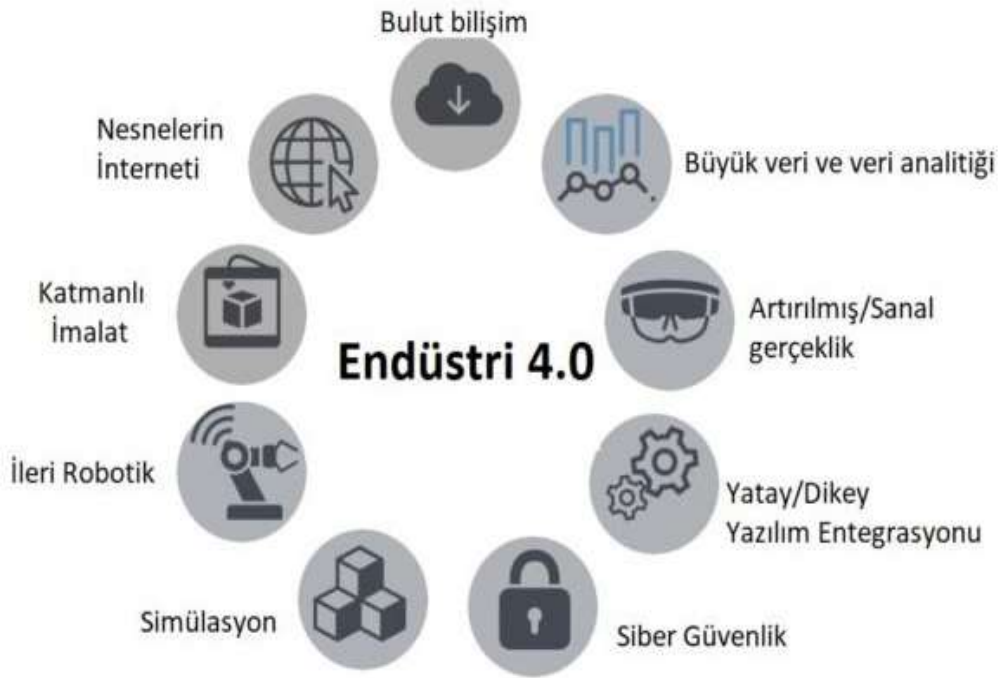 Bulut bilişim
Nesnelerin
İnterneti
Büyük veri ve veri analitiği
Katmanlı
İmalat
Artırılmış/Sanal
gerçeklik
Endüstri 4.0
İleri Robotik
Yatay/Dikey
Yazılım Entegrasyonu
Simülasyon
Siber Güvenlik